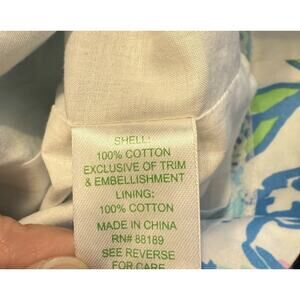 SHELL:
100% COTTON
EXCLUSIVE OF TRIM
& EMBELLISHMENT
LINING:
100% COTTON
MADE IN CHINA
RN# 88189
SEE REVERSE
FOR CARE